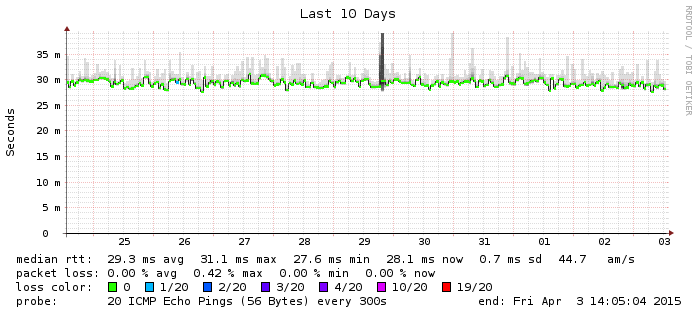 Last 10 Days
RRDTOOL / TOBI OETIKER
Seconds
35 m
30 m
25 m
20 m
15 m
10 m
5 m
0
25 26 27 28 29 30 31 01 02 03
median rtt: 29.3 ms avg 31.1 ms max 27.6 ms min 28.1 ms now 0.7 ms sd 44.7 am/s
packet loss: 0.00 % avg 0.42 % max 0.00 % min 0.00 % now
loss color: 0 1/20 2/20 3/20 4/20 10/20 19/20
probe: 20 ICMP Echo Pings (56 Bytes) every 300s end: Fri Apr 3 14:05:04 2015